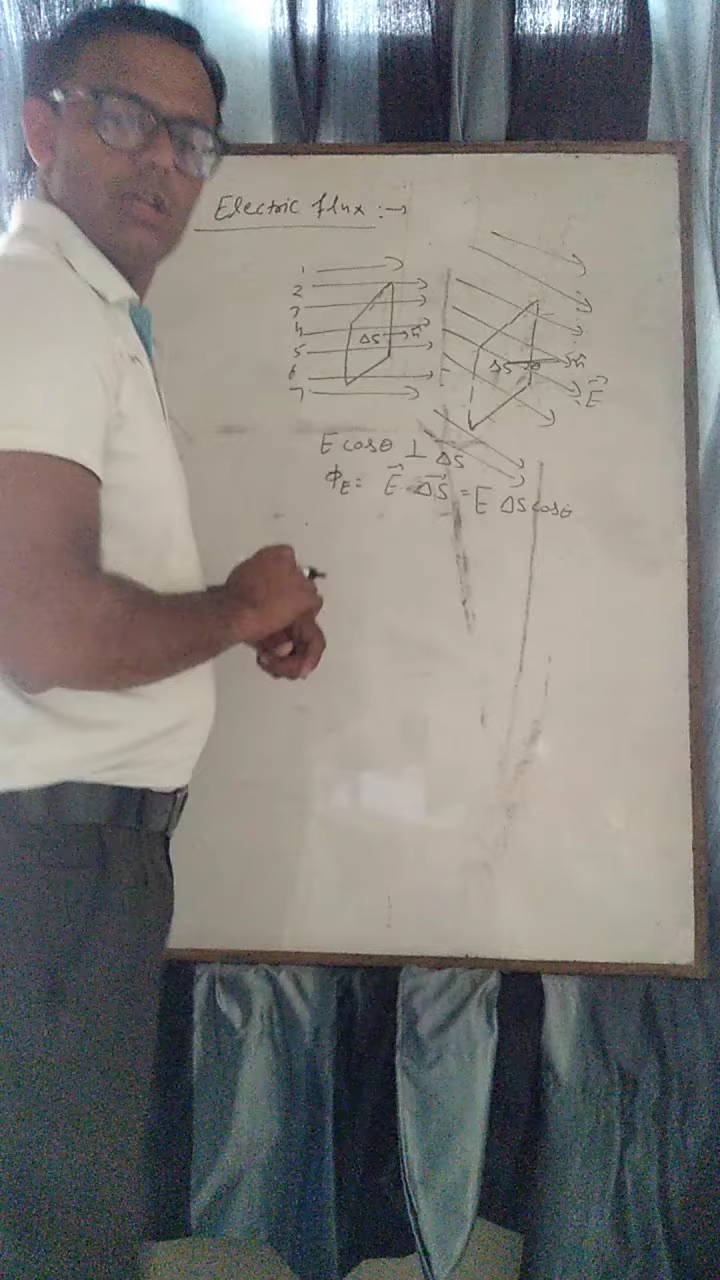 Electric flux :→
1
2
3
4
5
6
7
ΔS n̂
ΔS θ n̂
E⃗
E cosθ ⊥ ΔS
ϕE = E⃗ · ΔS⃗ = E ΔS cosθ